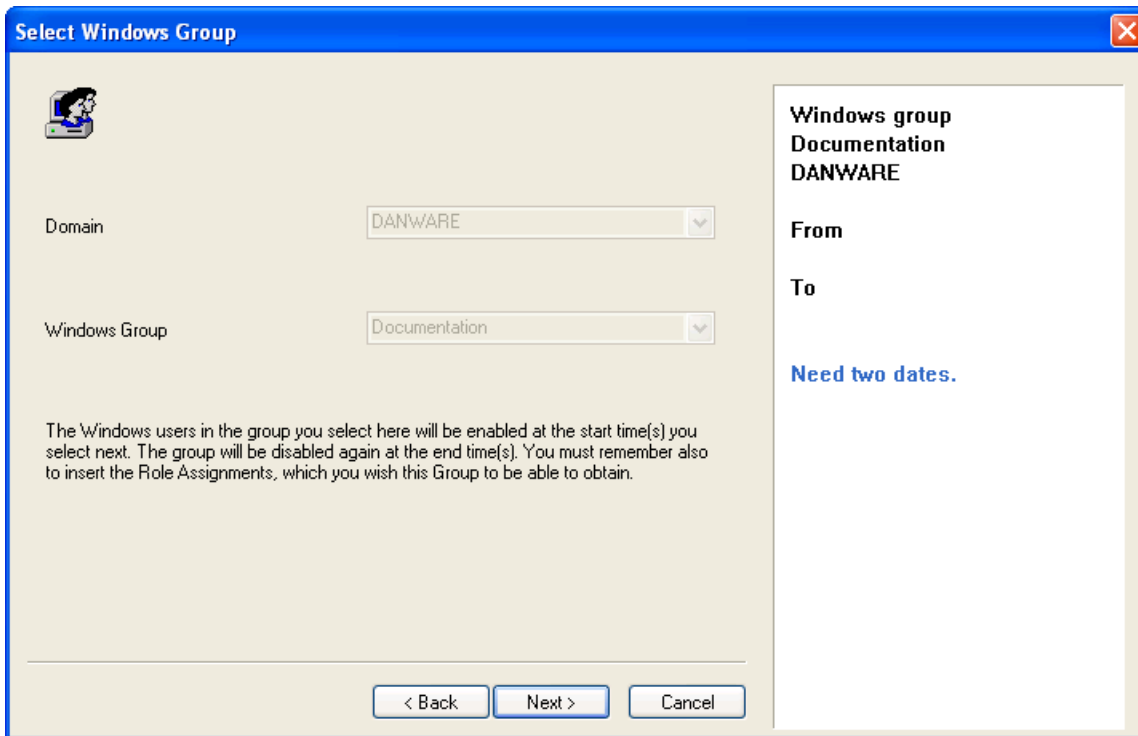 Select Windows Group
Domain
DANWARE
Windows Group
Documentation
The Windows users in the group you select here will be enabled at the start time(s) you
select next. The group will be disabled again at the end time(s). You must remember also
to insert the Role Assignments, which you wish this Group to be able to obtain.
< Back
Next >
Cancel
Windows group
Documentation
DANWARE
From
To
Need two dates.